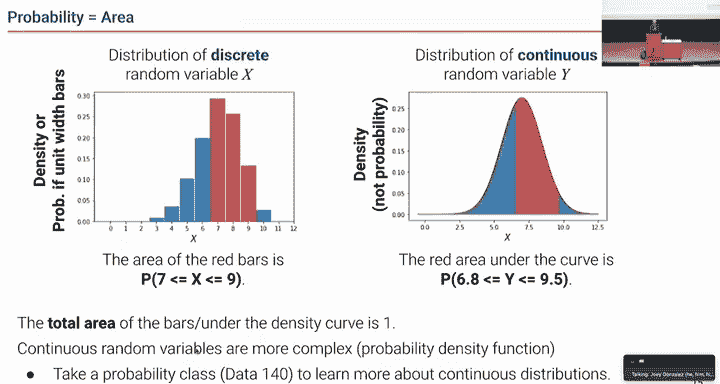 Probability = Area
Distribution of discrete
random variable X
Density or
Prob. if unit width bars
0.30
0.25
0.20
0.15
0.10
0.05
0.00
0 1 2 3 4 5 6 7 8 9 10 11 12
X
The area of the red bars is
P(7 <= X <= 9).
Distribution of continuous
random variable Y
Density
(not probability)
0.25
0.20
0.15
0.10
0.05
0.00
0.0 2.5 5.0 7.5 10.0 12.5
X
The red area under the curve is
P(6.8 <= Y <= 9.5).
The total area of the bars/under the density curve is 1.
Continuous random variables are more complex (probability density function)
● Take a probability class (Data 140) to learn more about continuous distributions.
Talking: Joey Gonzalez